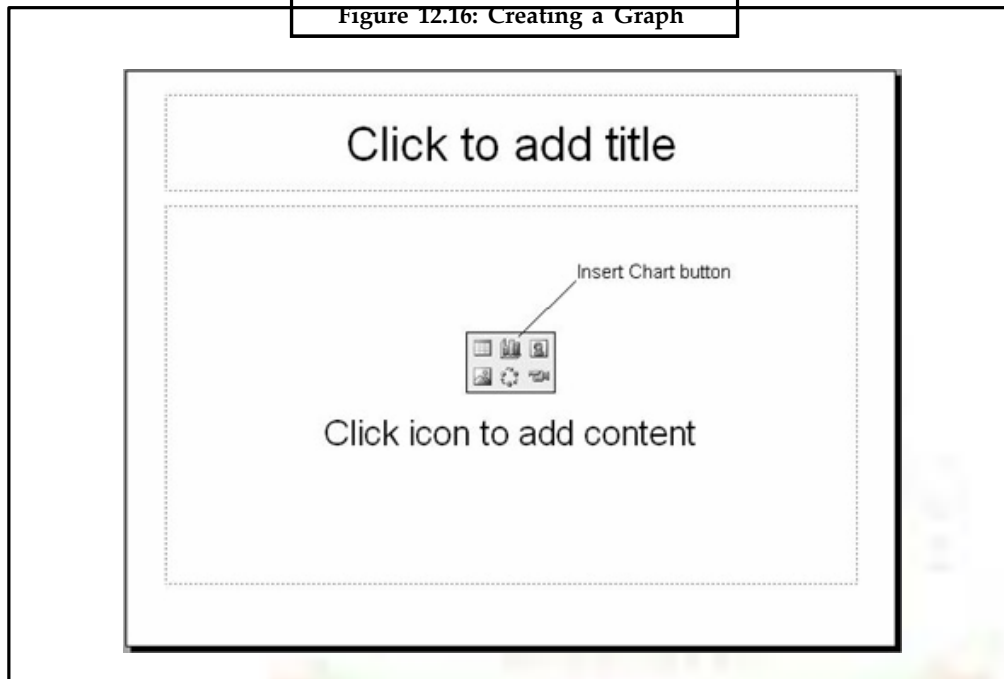 Figure 12.16: Creating a Graph
Click to add title
Insert Chart button
Click icon to add content